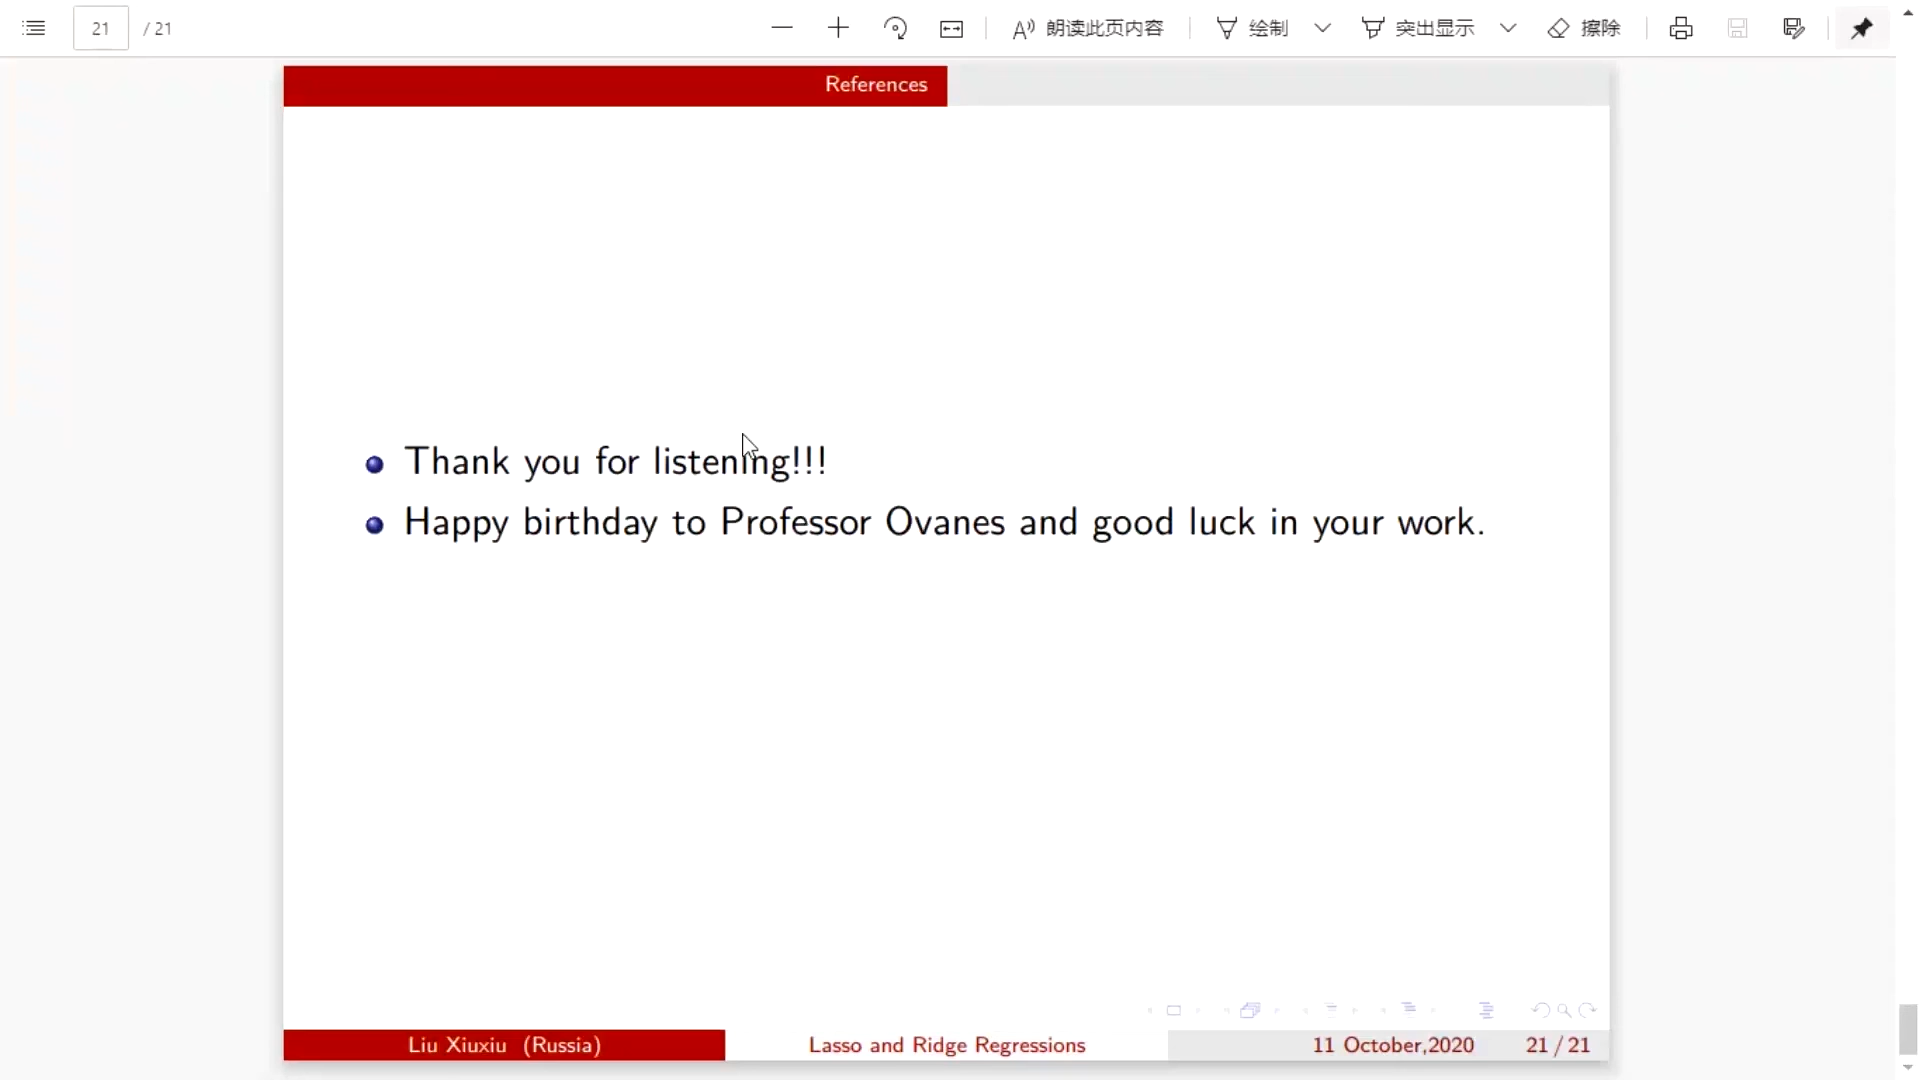 21 / 21
朗读此页内容
绘制
突出显示
擦除
References
Thank you for listening!!!
Happy birthday to Professor Ovanes and good luck in your work.
Liu Xiuxiu (Russia)
Lasso and Ridge Regressions
11 October,2020
21 / 21